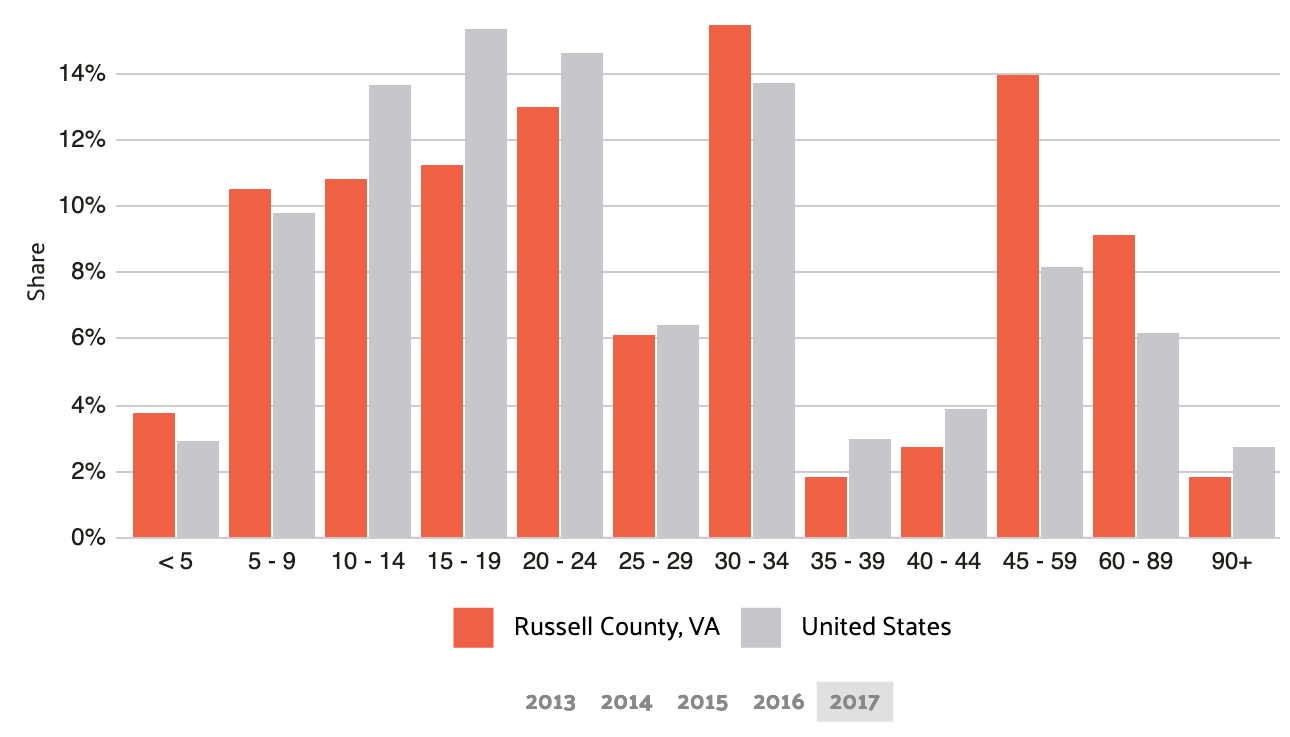 14%
12%
10%
8%
6%
4%
2%
0%
Share
< 5 5 - 9 10 - 14 15 - 19 20 - 24 25 - 29 30 - 34 35 - 39 40 - 44 45 - 59 60 - 89 90+
Russell County, VA United States
2013 2014 2015 2016 2017